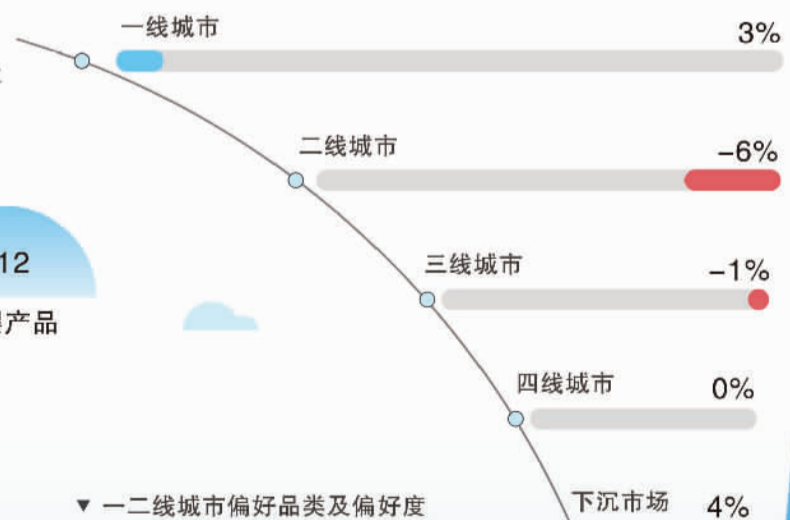 一线城市
3%
二线城市
-6%
三线城市
-1%
12
产品
四线城市
0%
▼ 一二线城市偏好品类及偏好度
下沉市场
4%